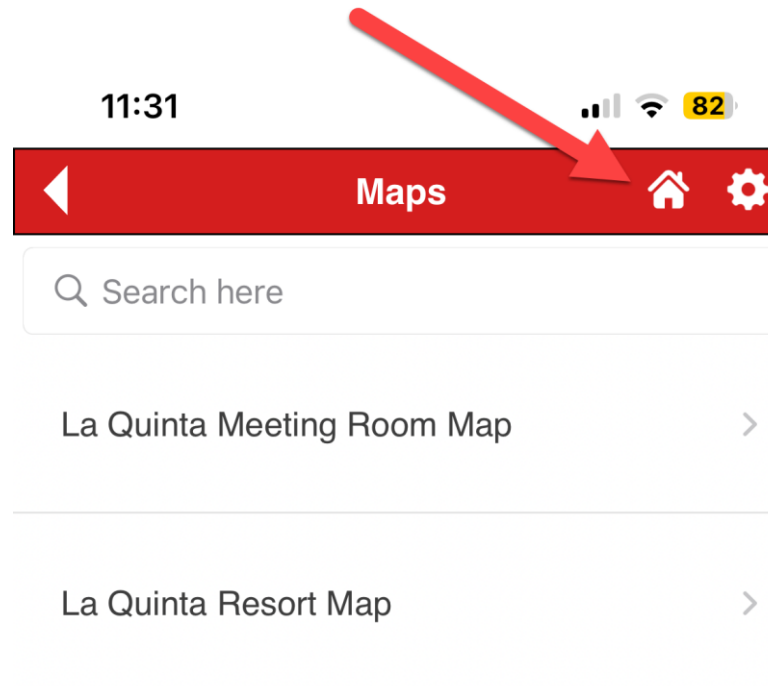 11:31 82
Maps
Search here
La Quinta Meeting Room Map
La Quinta Resort Map